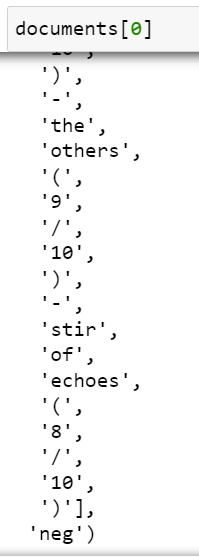 documents[0]
')',
'-',
'the',
'others',
'(',
'9',
'/',
'10',
')',
'-',
'stir',
'of',
'echoes',
'(',
'8',
'/',
'10',
')'],
'neg')